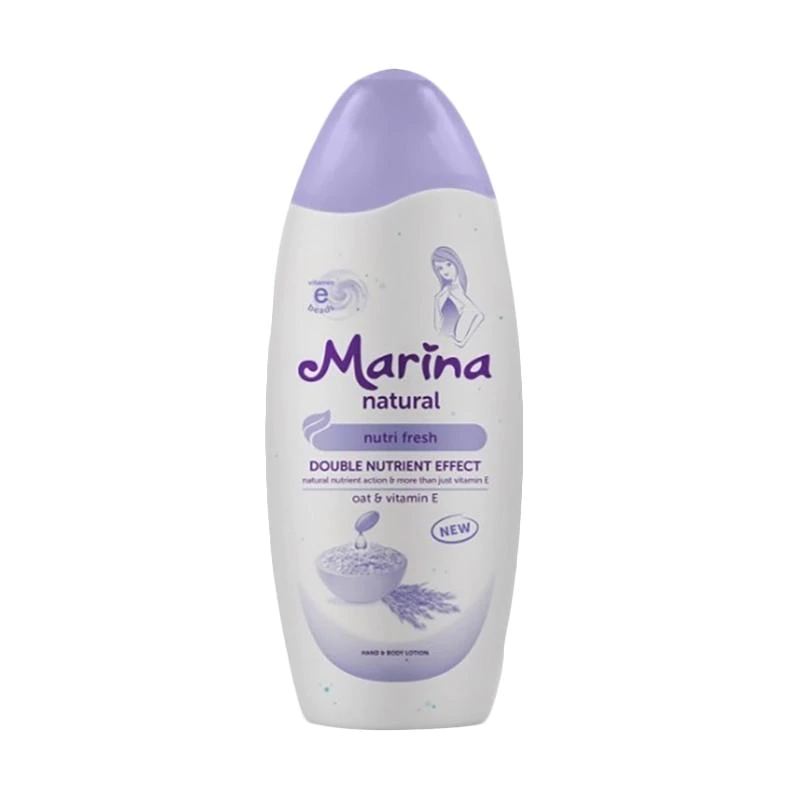 vitamin
e
beads
Marina
natural
nutri fresh
DOUBLE NUTRIENT EFFECT
natural nutrient action & more than just vitamin E
oat & vitamin E
NEW
HAND & BODY LOTION